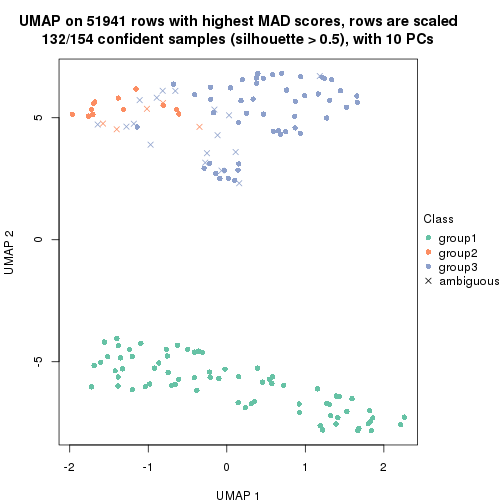 UMAP on 51941 rows with highest MAD scores, rows are scaled
132/154 confident samples (silhouette > 0.5), with 10 PCs
5
0
-5
UMAP 2
-2
-1
0
1
2
UMAP 1
Class
group1
group2
group3
ambiguous